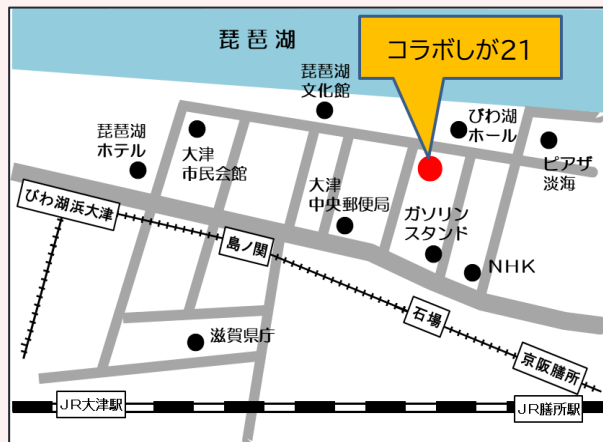 琵琶湖
コラボしが21
琵琶湖
文化館
びわ湖
ホール
琵琶湖
ホテル
大津
市民会館
ピアザ
淡海
大津
中央郵便局
ガソリン
スタンド
びわ湖浜大津
島ノ関
NHK
石場
滋賀県庁
京阪膳所
JR大津駅
JR膳所駅